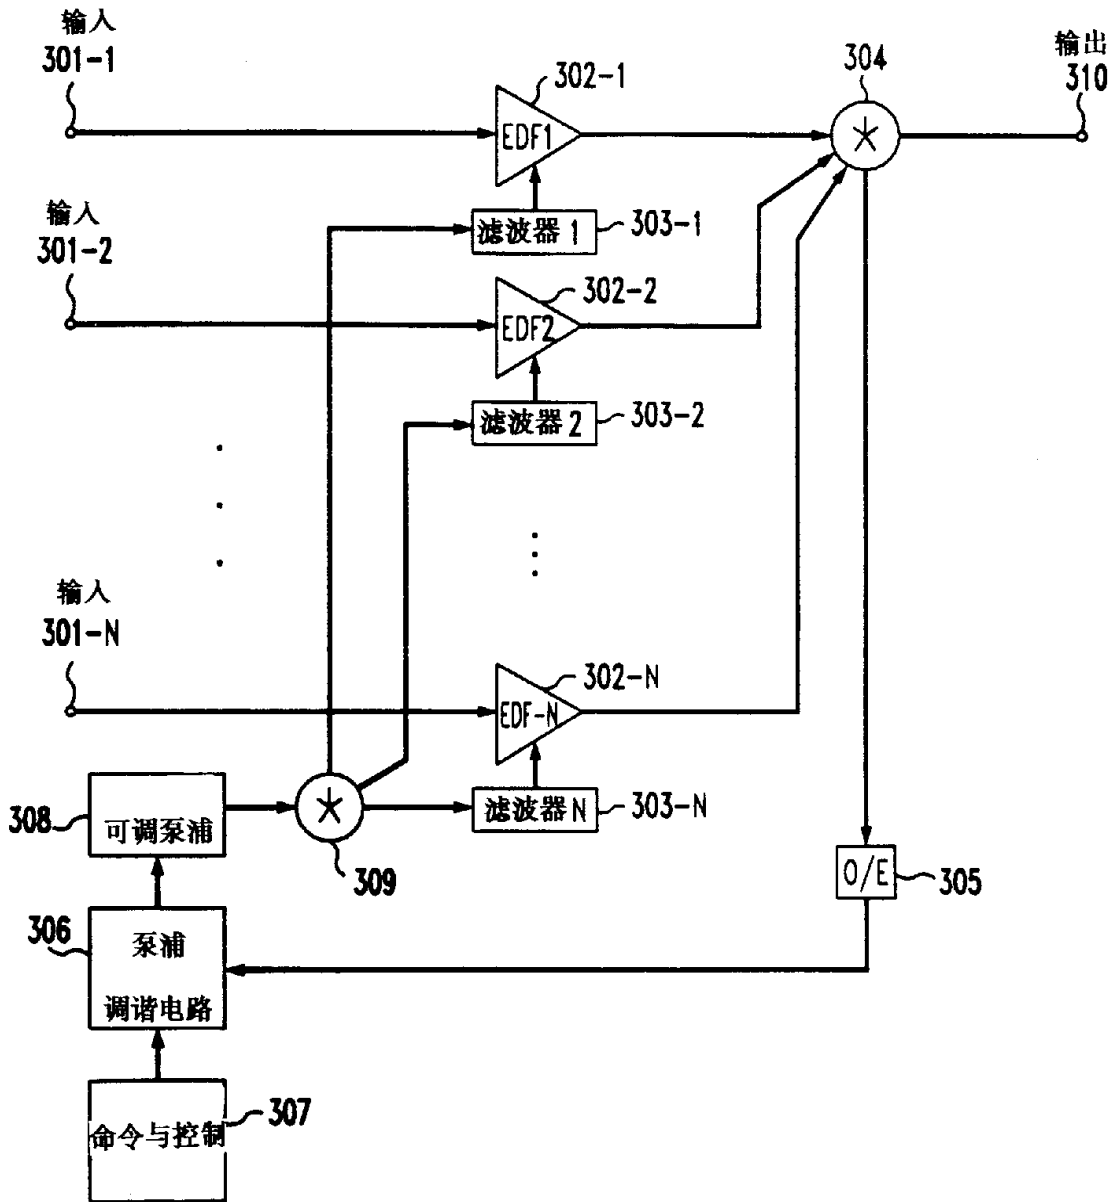 输入
301-1
302-1
EDF1
304
输出
310
滤波器 1
303-1
输入
301-2
302-2
EDF2
滤波器 2
303-2
输入
301-N
302-N
EDF-N
滤波器 N
303-N
308
可调泵浦
309
O/E
305
306
泵浦
调谐电路
307
命令与控制